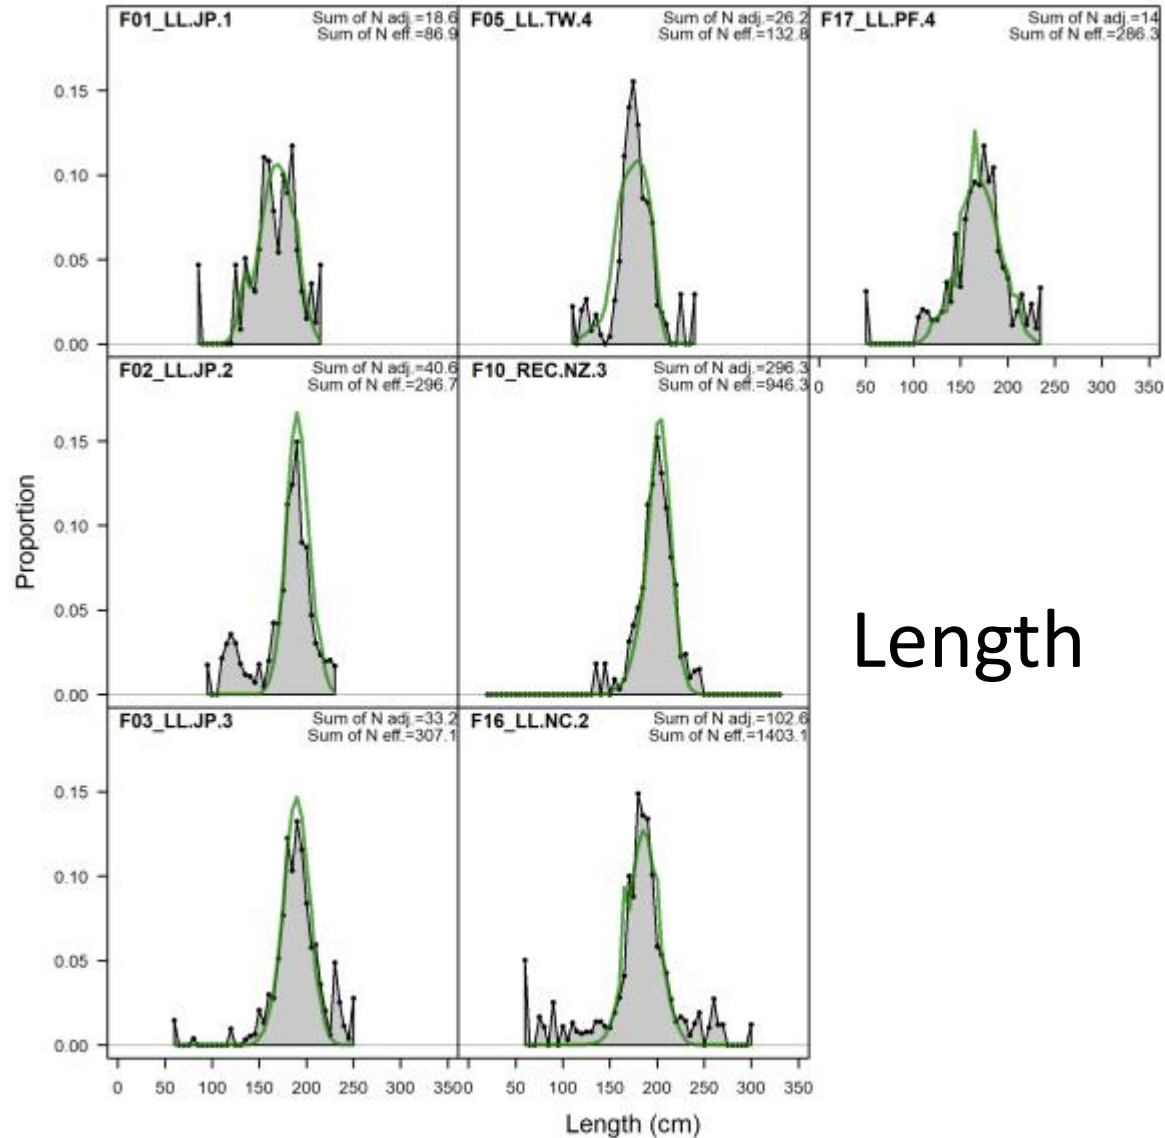 F01_LL.JP.1
Sum of N adj.=18.6
Sum of N eff.=86.9
F05_LL.TW.4
Sum of N adj.=26.2
Sum of N eff.=132.8
F17_LL.PF.4
Sum of N adj.=14
Sum of N eff.=286.3
0.15
0.10
0.05
0.00
0 50 100 150 200 250 300 350
F02_LL.JP.2
Sum of N adj.=40.6
Sum of N eff.=296.7
F10_REC.NZ.3
Sum of N adj.=296.3
Sum of N eff.=946.3
0.15
0.10
0.05
0.00
Proportion
Length
F03_LL.JP.3
Sum of N adj.=33.2
Sum of N eff.=307.1
F16_LL.NC.2
Sum of N adj.=102.6
Sum of N eff.=1403.1
0.15
0.10
0.05
0.00
0 50 100 150 200 250 300 350
0 50 100 150 200 250 300 350
Length (cm)